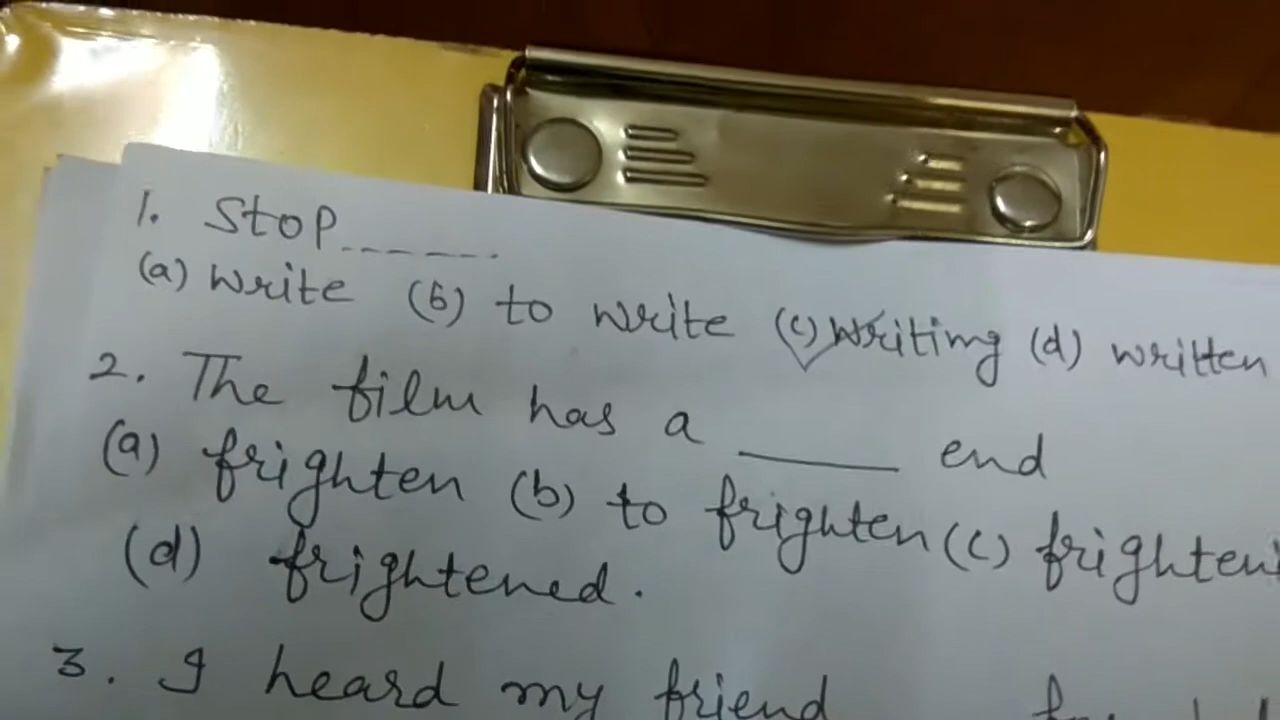 1. Stop------.
(a) write (b) to write (c) writing (d) written
2. The film has a ____ end
(a) frighten (b) to frighten (c)
(d) frightened.
3. I heard my friend